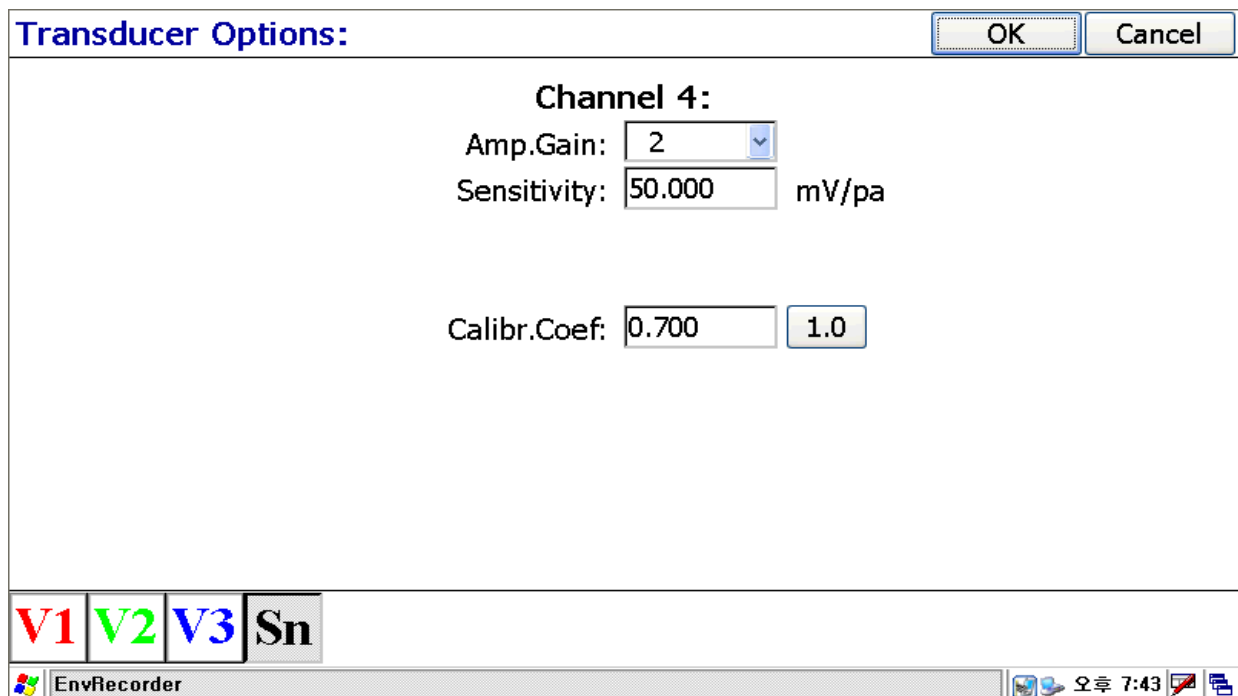 Transducer Options: OK Cancel
Channel 4:
Amp.Gain: 2
Sensitivity: 50.000 mV/pa
Calibr.Coef: 0.700 1.0
V1 V2 V3 Sn
EnvRecorder 오후 7:43